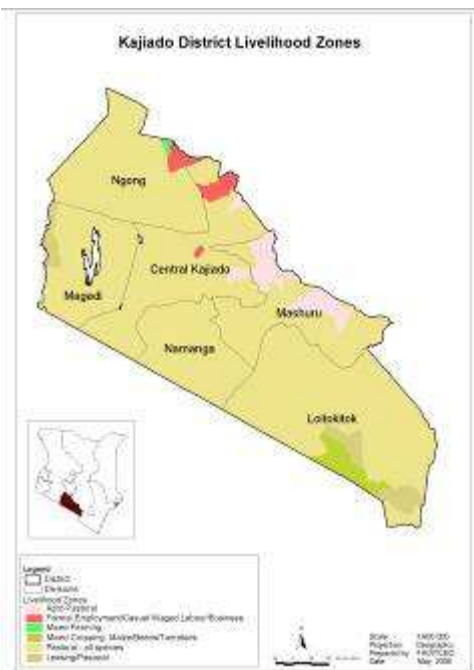 Kajiado District Livelihood Zones
Ngong
Central Kajiado
Magadi
Mashuru
Namanga
Loitokitok
Legend
District
Divisions
Livelihood Zones
Agro Pastoral
Formal Employment/Casual Waged Labour/Business
Mixed Farming
Mixed Cropping: Maize/Beans/Tomatoes
Pastoral - all species
Leasing/Pastoral
Scale
Projection Geographic
Prepared by
Date